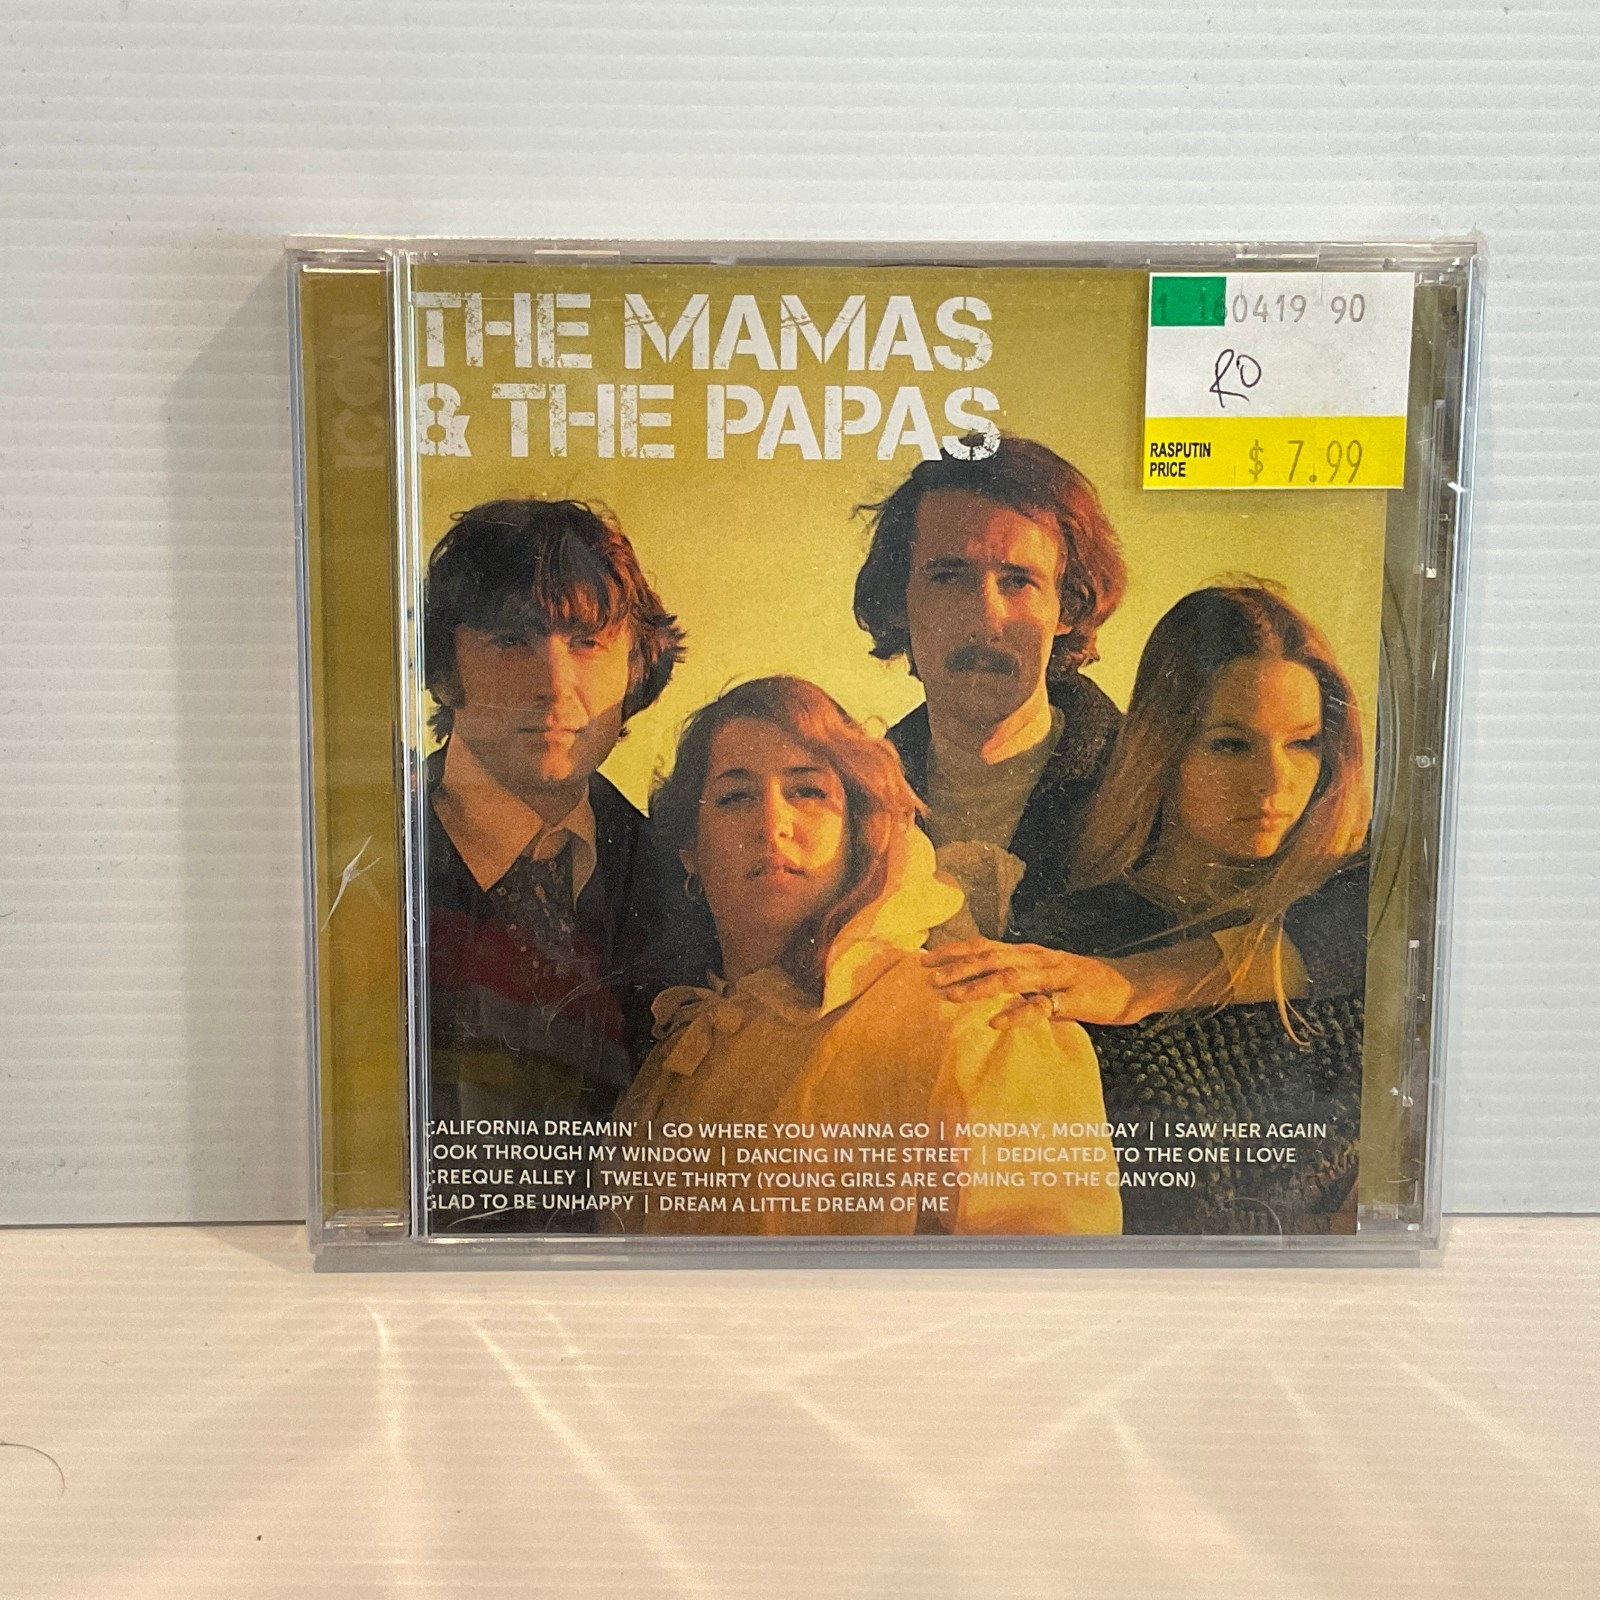 ICON
THE MAMAS
& THE PAPAS
1 160419 90
RO
RASPUTIN
PRICE
$ 7.99
CALIFORNIA DREAMIN' | GO WHERE YOU WANNA GO | MONDAY, MONDAY | I SAW HER AGAIN
LOOK THROUGH MY WINDOW | DANCING IN THE STREET | DEDICATED TO THE ONE I LOVE
CREEQUE ALLEY | TWELVE THIRTY (YOUNG GIRLS ARE COMING TO THE CANYON)
GLAD TO BE UNHAPPY | DREAM A LITTLE DREAM OF ME